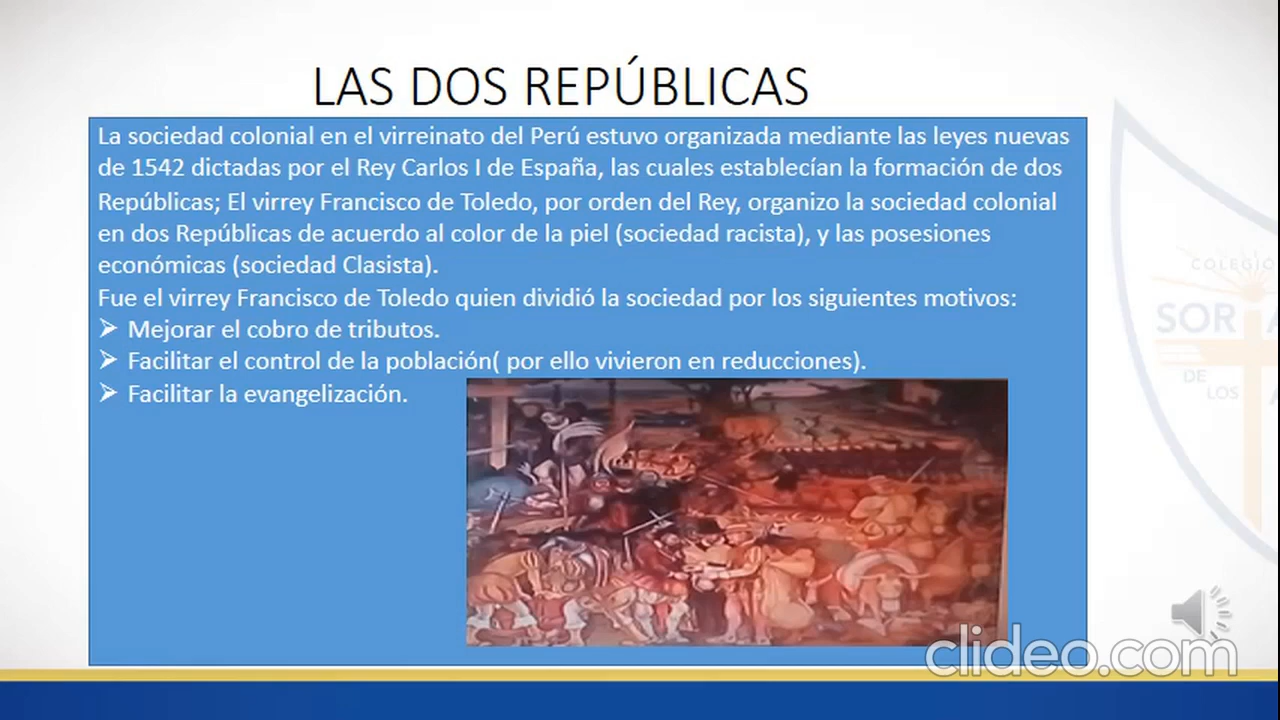 LAS DOS REPÚBLICAS
La sociedad colonial en el virreinato del Perú estuvo organizada mediante las leyes nuevas
de 1542 dictadas por el Rey Carlos I de España, las cuales establecían la formación de dos
Repúblicas; El virrey Francisco de Toledo, por orden del Rey, organizo la sociedad colonial
en dos Repúblicas de acuerdo al color de la piel (sociedad racista), y las posesiones
económicas (sociedad Clasista).
Fue el virrey Francisco de Toledo quien dividió la sociedad por los siguientes motivos:
➢ Mejorar el cobro de tributos.
➢ Facilitar el control de la población( por ello vivieron en reducciones).
➢ Facilitar la evangelización.
COLEGIO
SOR
DE
LOS
clideo.com